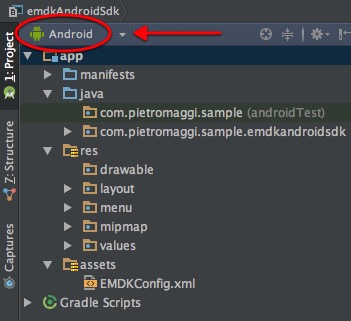 emdkAndroidSdk
Android
app
manifests
java
com.pietromaggi.sample (androidTest)
com.pietromaggi.sample.emdkandroidsdk
res
drawable
layout
menu
mipmap
values
assets
EMDKConfig.xml
Gradle Scripts
1: Project
7: Structure
Captures